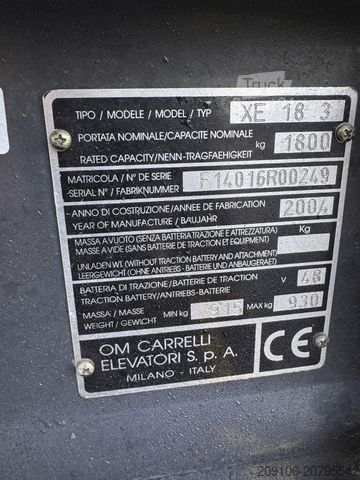 Truck
TIPO / MODELE / MODEL / TYP XE 18 3
PORTATA NOMINALE/CAPACITE NOMINALE
RATED CAPACITY/NENN-TRAGFAEHIGKEIT kg 1800
MATRICOLA / N° DE SERIE
SERIAL N° / FABRIKNUMMER F14016R00249
ANNO DI COSTRUZIONE/ANNEE DE FABRICATION
YEAR OF MANUFACTURE / BAUJAHR 2004
MASSA A VUOTO (SENZA BATTERIA TRAZIONE E ATTREZZATURA) Kg
MASSE A VIDE (SANS BATTERIE DE TRACTION ET EQUIPEMENT)
UNLADEN WT. (WITHOUT TRACTION BATTERY AND ATTACHMENT)
LEERGEWICHT (OHNE ANTRIEBS - BATTERIE UND ANBAUGERAET)
BATTERIA DI TRAZIONE/BATTERIE DE TRACTION
TRACTION BATTERY/ANTRIEBS-BATTERIE V 48
MASSA / MASSE
WEIGHT / GEWICHT MIN kg 915 MAX kg 930
OM CARRELLI
ELEVATORI S.p.A.
MILANO - ITALY
CE